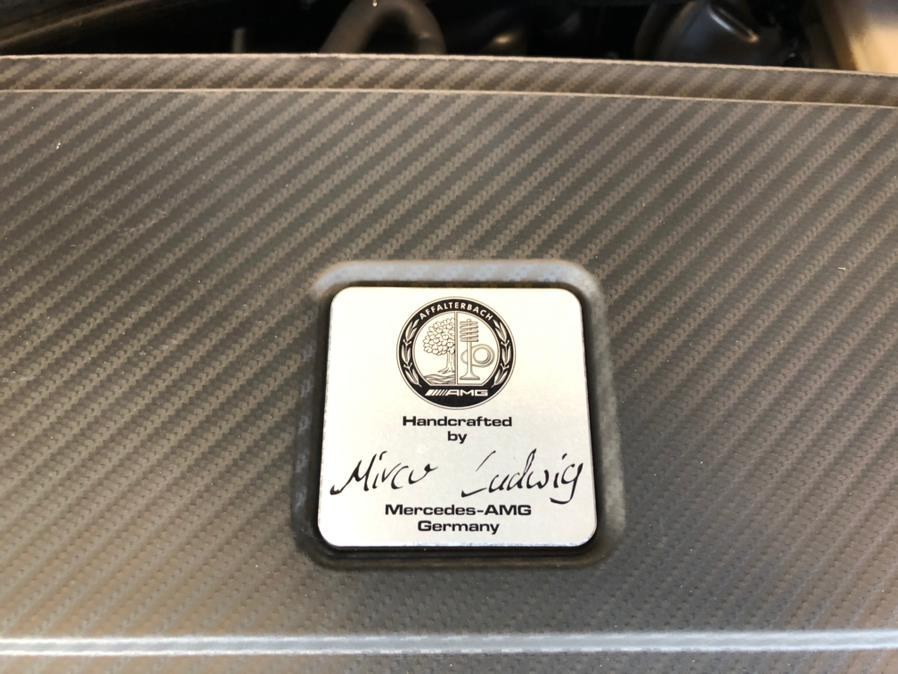 AFFALTERBACH
AMG
Handcrafted
by
Mirco Ludwig
Mercedes-AMG
Germany